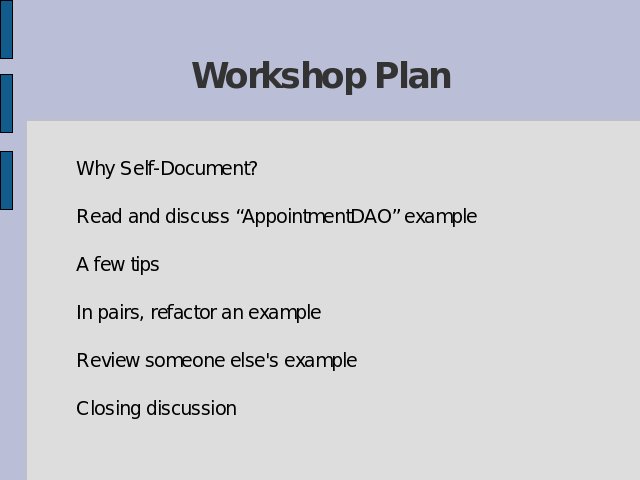 Workshop Plan
Why Self-Document?
Read and discuss “AppointmentDAO” example
A few tips
In pairs, refactor an example
Review someone else's example
Closing discussion